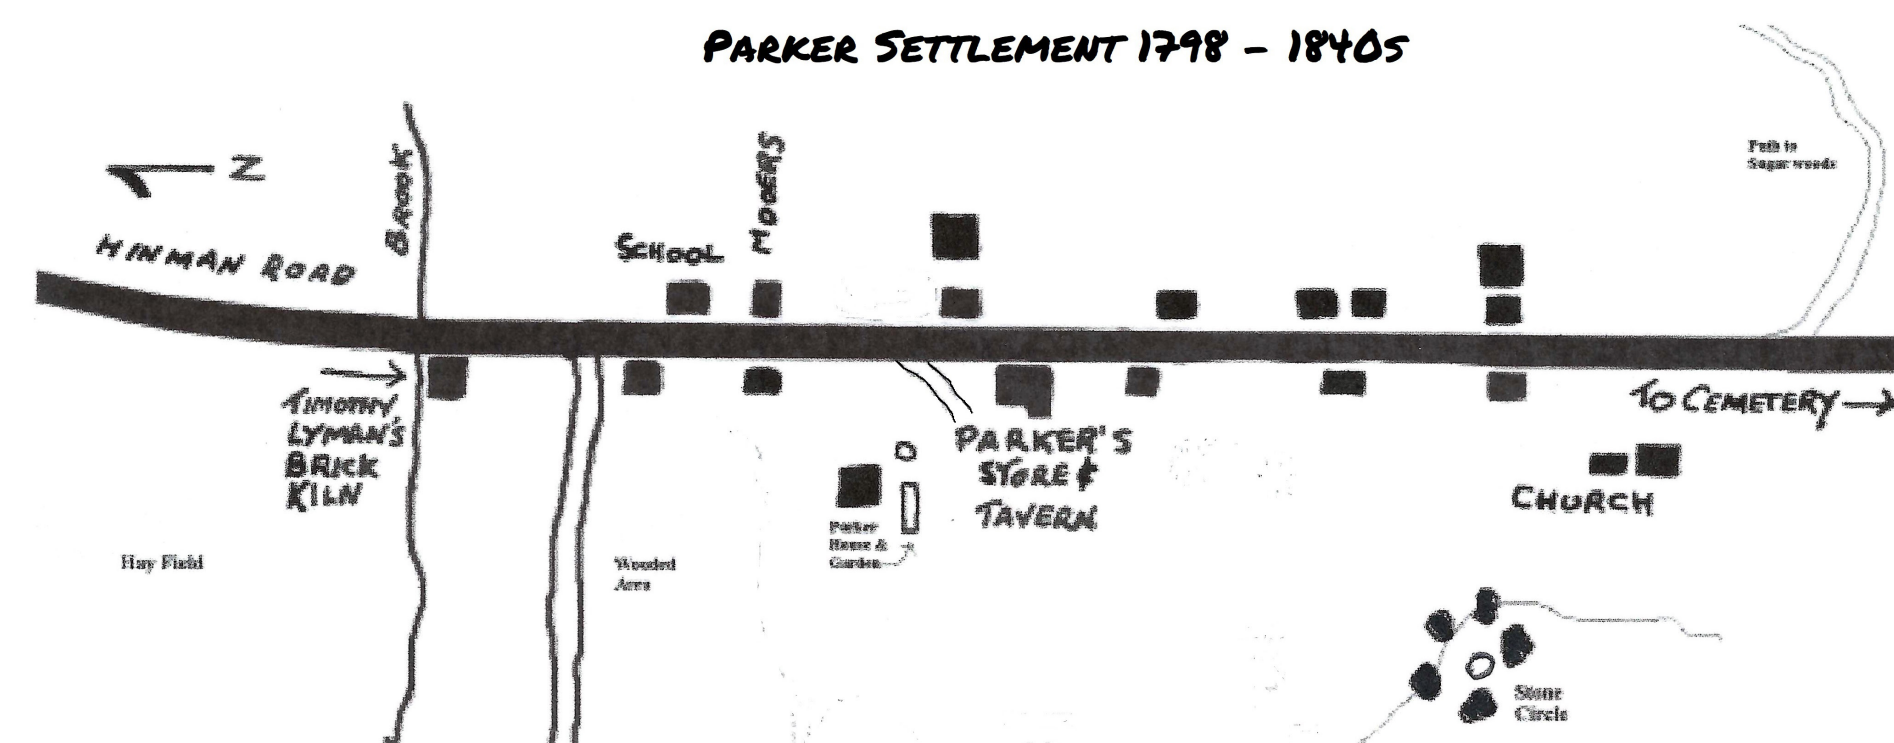 PARKER SETTLEMENT 1798 - 1840s
N
HINMAN ROAD
BROOK
SCHOOL
MOOERS
Path to
Sugar woods
TIMOTHY
LYMAN'S
BRICK
KILN
TO CEMETERY
PARKER'S
STORE &
TAVERN
Parker
House &
Garden
CHURCH
Hay Field
Wooded
Area
Stone
Circle